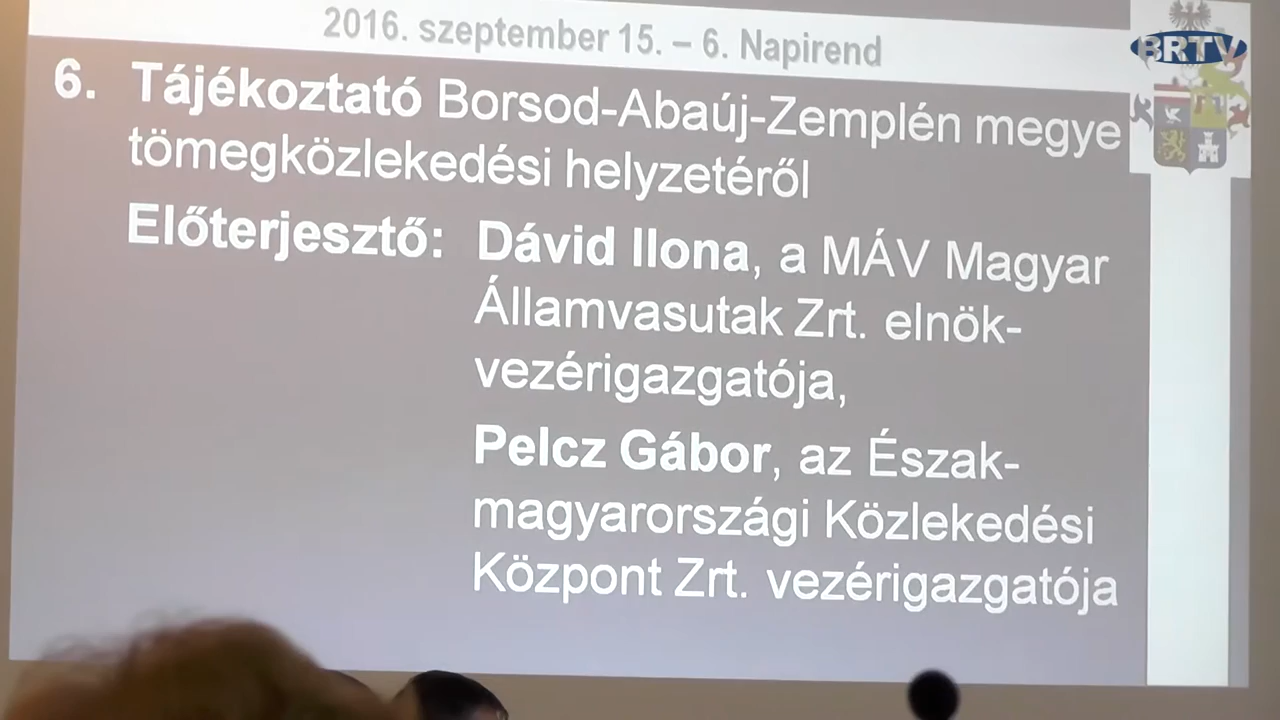 2016. szeptember 15. – 6. Napirend
BRTV
6. Tájékoztató Borsod-Abaúj-Zemplén megye
tömegközlekedési helyzetéről
Előterjesztő: Dávid Ilona, a MÁV Magyar
Államvasutak Zrt. elnök-
vezérigazgatója,
Pelcz Gábor, az Észak-
magyarországi Közlekedési
Központ Zrt. vezérigazgatója